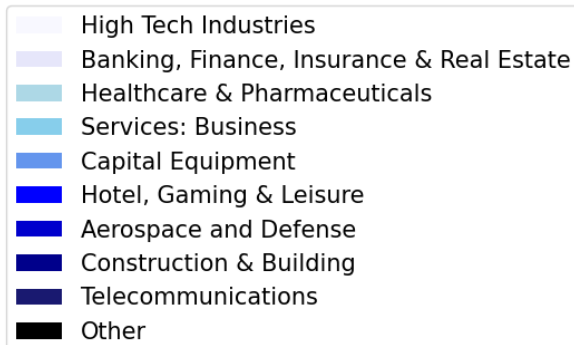 High Tech Industries
Banking, Finance, Insurance & Real Estate
Healthcare & Pharmaceuticals
Services: Business
Capital Equipment
Hotel, Gaming & Leisure
Aerospace and Defense
Construction & Building
Telecommunications
Other